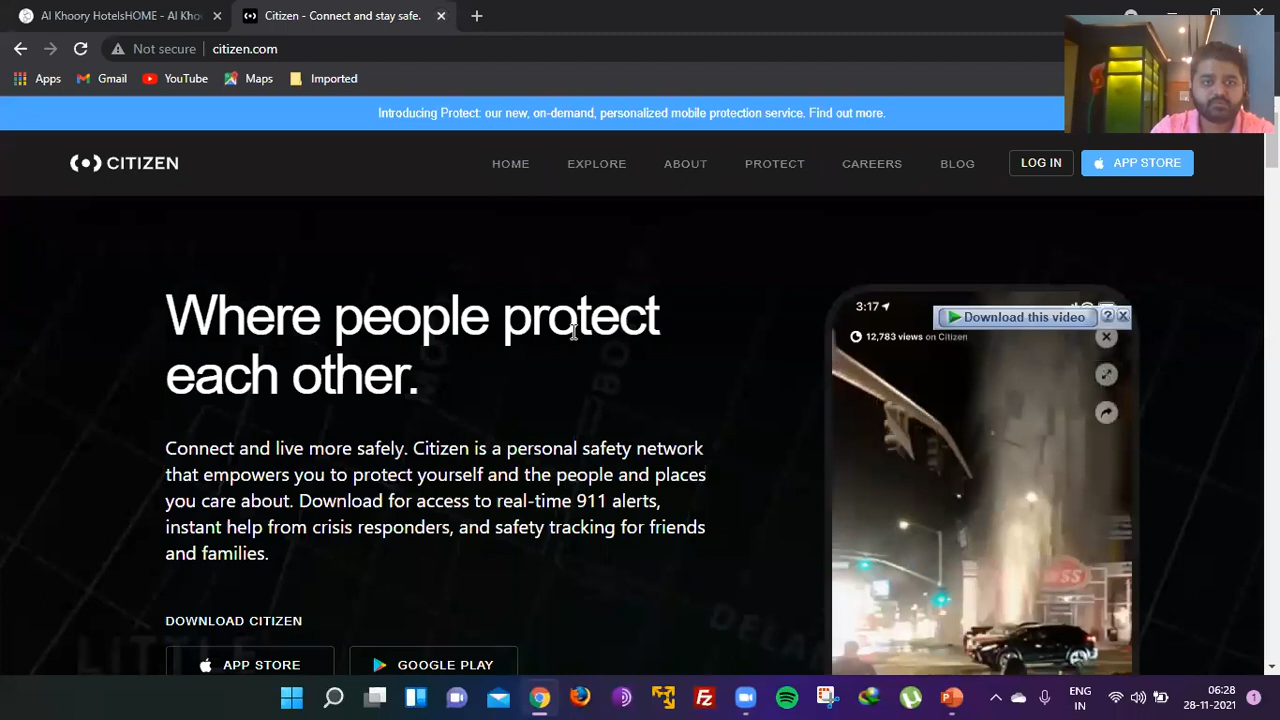 Al Khoory HotelsHOME - Al Khoo
Citizen - Connect and stay safe.
Not secure
citizen.com
Apps
Gmail
YouTube
Maps
Imported
Introducing Protect: our new, on-demand, personalized mobile protection service. Find out more.
CITIZEN
HOME
EXPLORE
ABOUT
PROTECT
CAREERS
BLOG
LOG IN
APP STORE
Where people protect
each other.
Connect and live more safely. Citizen is a personal safety network
that empowers you to protect yourself and the people and places
you care about. Download for access to real-time 911 alerts,
instant help from crisis responders, and safety tracking for friends
and families.
DOWNLOAD CITIZEN
APP STORE
GOOGLE PLAY
3:17
Download this video
?
12,783 views on Citizen
ENG
IN
06:28
28-11-2021
1